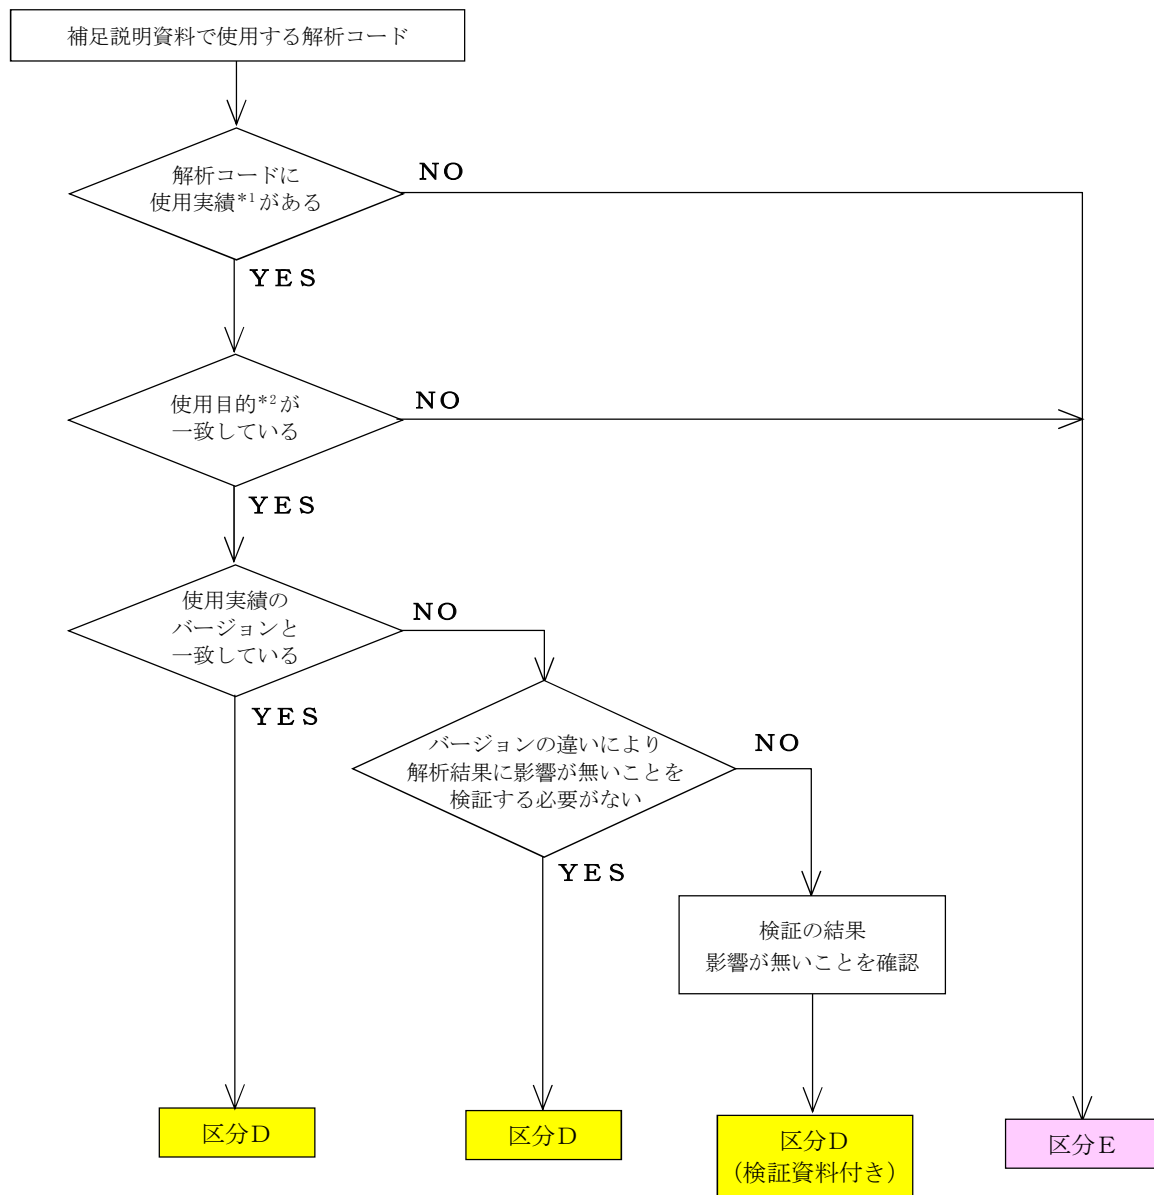 補足説明資料で使用する解析コード
解析コードに
使用実績*1がある
NO
YES
使用目的*2が
一致している
NO
YES
使用実績の
バージョンと
一致している
NO
YES
バージョンの違いにより
解析結果に影響が無いことを
検証する必要がない
NO
YES
検証の結果
影響が無いことを確認
区分D
区分D
区分D
（検証資料付き）
区分E